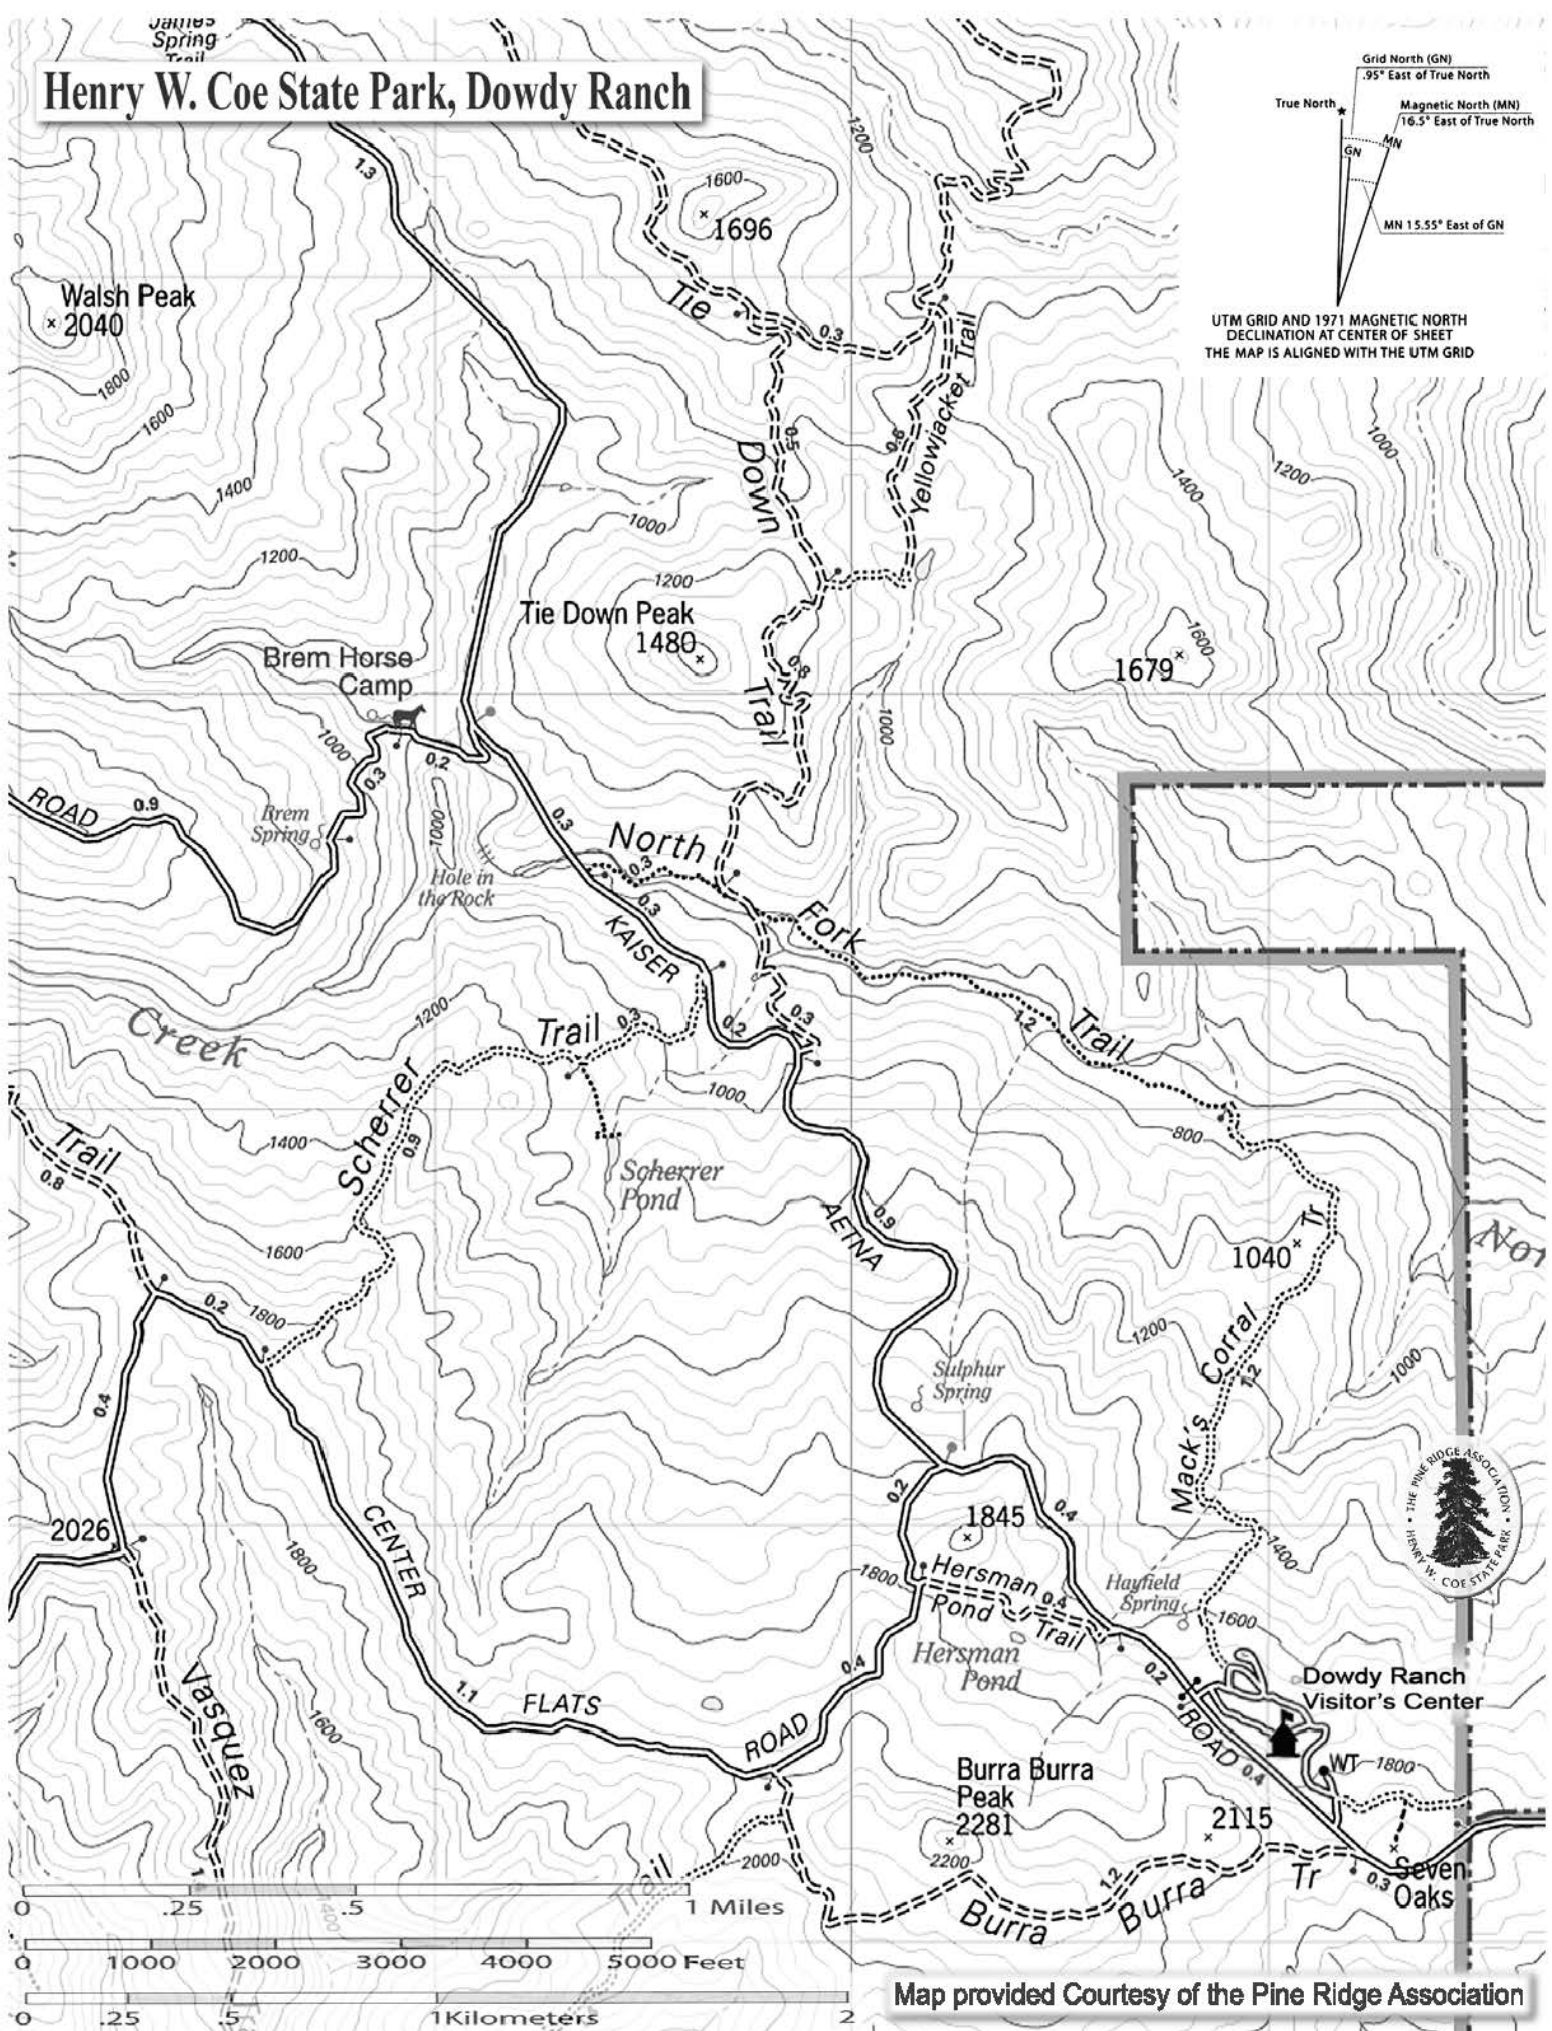 James
Spring
Trail
Henry W. Coe State Park, Dowdy Ranch
Grid North (GN)
.95° East of True North
True North
Magnetic North (MN)
16.5° East of True North
MN
GN
MN 15.55° East of GN
UTM GRID AND 1971 MAGNETIC NORTH
DECLINATION AT CENTER OF SHEET
THE MAP IS ALIGNED WITH THE UTM GRID
1.3
1200
1600
1696
Walsh Peak
2040
Tie
0.3
Yellowjacket Trail
1800
1600
1400
0.5
0.6
Down
1000
1400
1200
1000
1200
1200
Tie Down Peak
1480
1600
1679
Brem Horse
Camp
0.8
Trail
1000
1000
0.2
0.3
ROAD
0.9
Brem
Spring
1000
0.3
North
0.3
Hole in
the Rock
0.3
KAISER
Fork
Creek
1200
Trail
0.3
0.2
0.3
1.2
Trail
Scherrer
1000
800
1400
0.9
Trail
0.8
Scherrer
Pond
Tr
1040
AETNA
0.9
Nor
1600
0.2
1800
1200
Corral
1.2
1000
0.4
Sulphur
Spring
Mack's
THE PINE RIDGE ASSOCIATION
HENRY W. COE STATE PARK
0.2
0.4
1845
2026
1800
CENTER
1400
1800
Hersman
0.4
Pond
Trail
Hayfield
Spring
1600
Hersman
Pond
0.4
0.2
Dowdy Ranch
Visitor's Center
Vasquez
1.1
FLATS
1600
ROAD
ROAD
0.4
WT
1800
Burra Burra
Peak
2281
2115
2000
2200
1.2
Trail
Burra
Burra
Tr
0.3
Seven
Oaks
1400
0
.25
.5
1 Miles
0
1000
2000
3000
4000
5000 Feet
0
.25
.5
1 Kilometers
2
Map provided Courtesy of the Pine Ridge Association